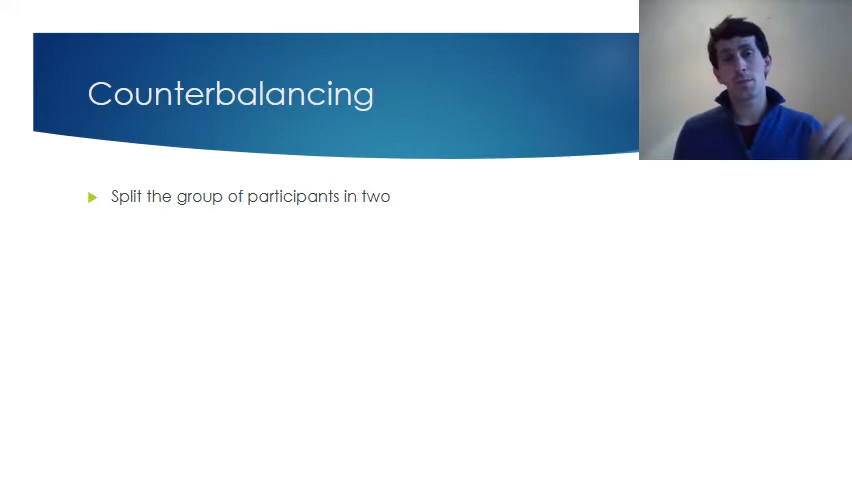 Counterbalancing
Split the group of participants in two